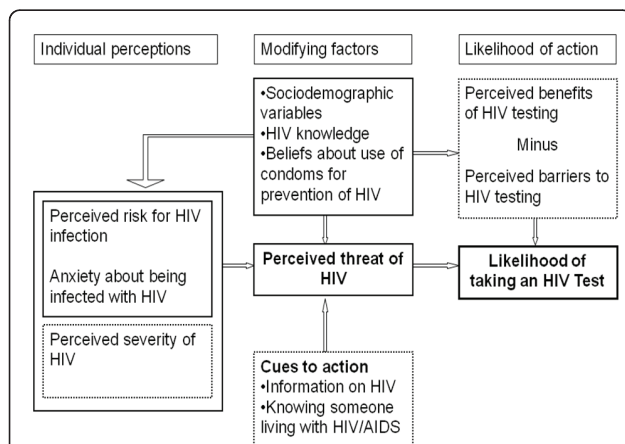 Individual perceptions
Modifying factors
Likelihood of action
•Sociodemographic
variables
•HIV knowledge
•Beliefs about use of
condoms for
prevention of HIV
Perceived benefits
of HIV testing
Minus
Perceived barriers to
HIV testing
Perceived risk for HIV
infection
Anxiety about being
infected with HIV
Perceived severity of
HIV
Perceived threat of
HIV
Likelihood of
taking an HIV Test
Cues to action
•Information on HIV
•Knowing someone
living with HIV/AIDS